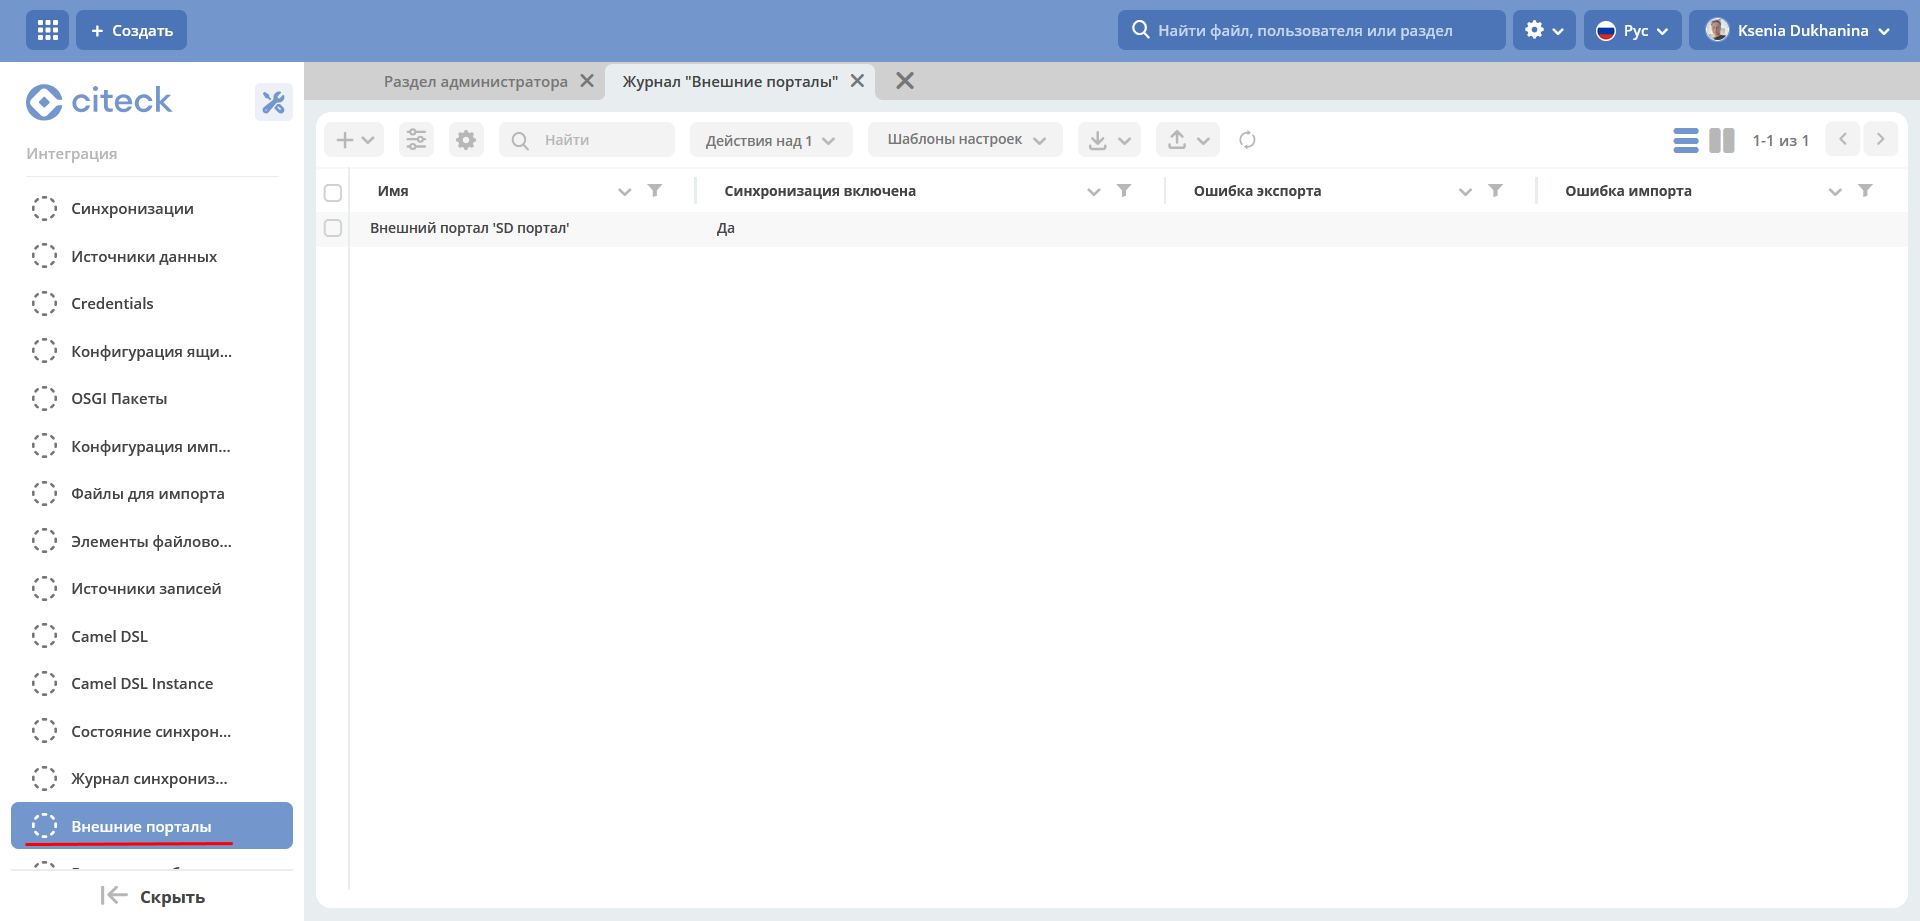 + Создать
Найти файл, пользователя или раздел
Рус
Ksenia Dukhanina
citeck
Раздел администратора
Журнал "Внешние порталы"
Интеграция
Синхронизации
Источники данных
Credentials
Конфигурация ящи...
OSGI Пакеты
Конфигурация имп...
Файлы для импорта
Элементы файлово...
Источники записей
Camel DSL
Camel DSL Instance
Состояние синхрон...
Журнал синхрониз...
Внешние порталы
Скрыть
Найти
Действия над 1
Шаблоны настроек
1-1 из 1
Имя
Синхронизация включена
Ошибка экспорта
Ошибка импорта
Внешний портал 'SD портал'
Да